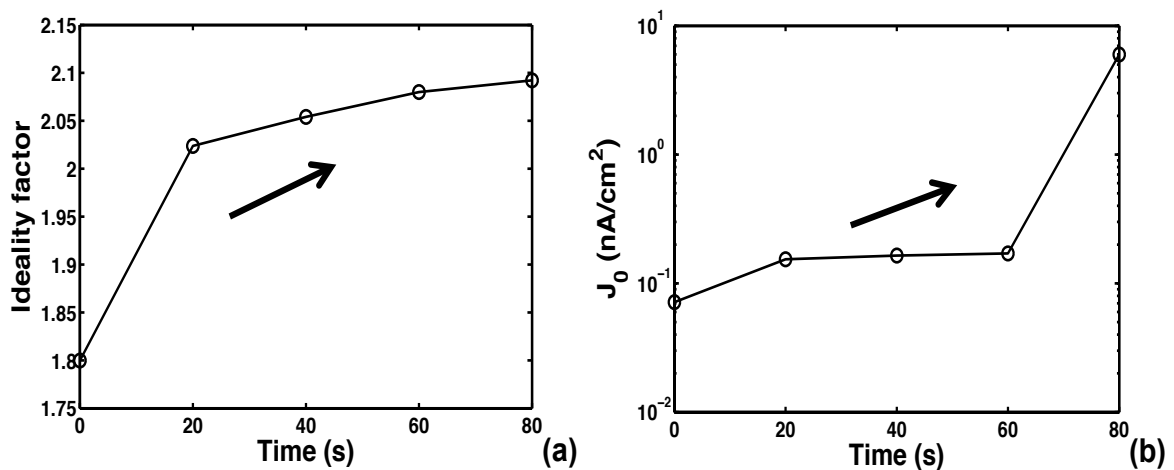 2.15
2.1
2.05
2
1.95
1.9
1.85
1.8
1.75
Ideality factor
0 20 40 60 80
Time (s)
(a)
10^1
10^0
10^−1
10^−2
J_0 (nA/cm^2)
0 20 40 60 80
Time (s)
(b)